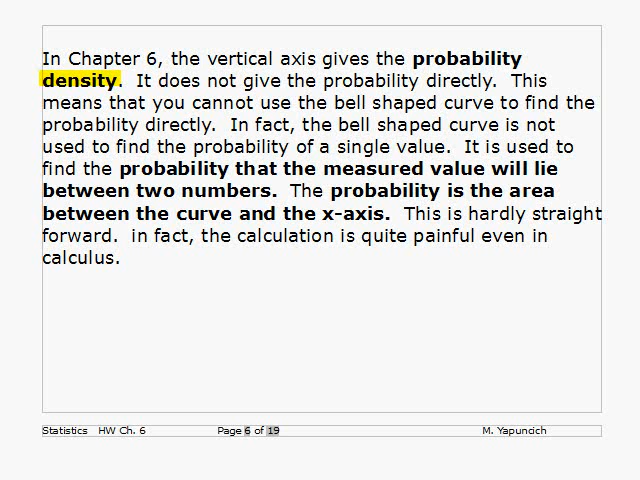 In Chapter 6, the vertical axis gives the probability
density.  It does not give the probability directly.  This
means that you cannot use the bell shaped curve to find the
probability directly.  In fact, the bell shaped curve is not
used to find the probability of a single value.  It is used to
find the probability that the measured value will lie
between two numbers.  The probability is the area
between the curve and the x-axis.  This is hardly straight
forward.  in fact, the calculation is quite painful even in
calculus.
Statistics   HW Ch. 6   Page 6 of 19   M. Yapuncich